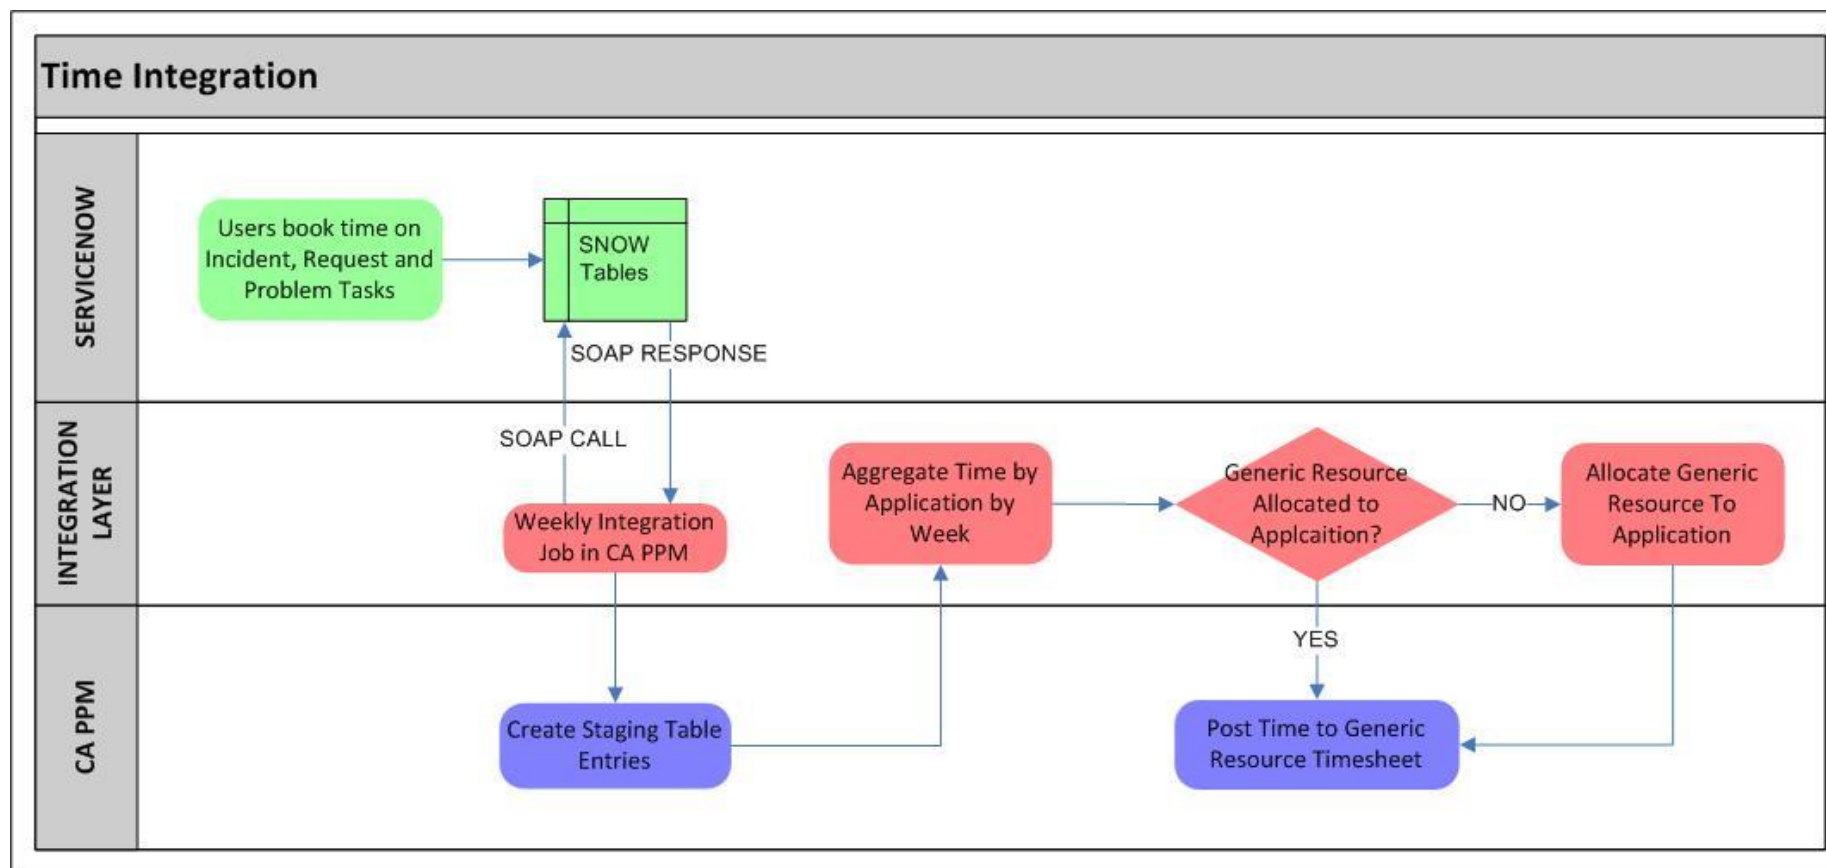 Time Integration
SERVICENOW
Users book time on
Incident, Request and
Problem Tasks
SNOW
Tables
SOAP RESPONSE
INTEGRATION
LAYER
SOAP CALL
Weekly Integration
Job in CA PPM
Aggregate Time by
Application by
Week
Generic Resource
Allocated to
Applcaition?
NO
Allocate Generic
Resource To
Application
CA PPM
YES
Create Staging Table
Entries
Post Time to Generic
Resource Timesheet